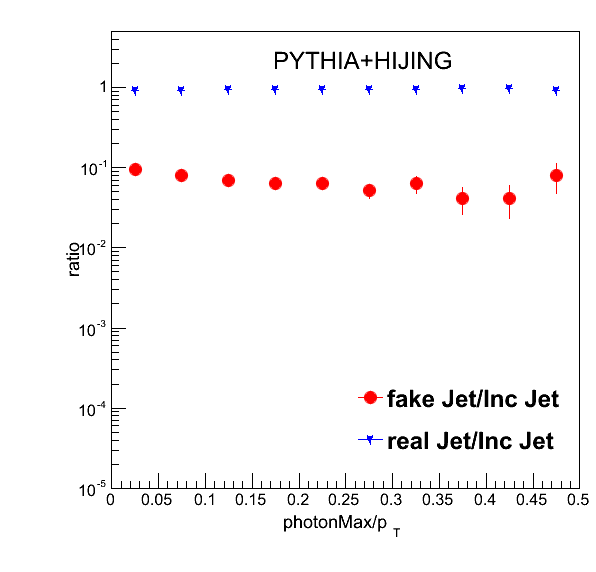 PYTHIA+HIJING
1
10-1
10-2
10-3
10-4
10-5
ratio
fake Jet/Inc Jet
real Jet/Inc Jet
0 0.05 0.1 0.15 0.2 0.25 0.3 0.35 0.4 0.45 0.5
photonMax/p T